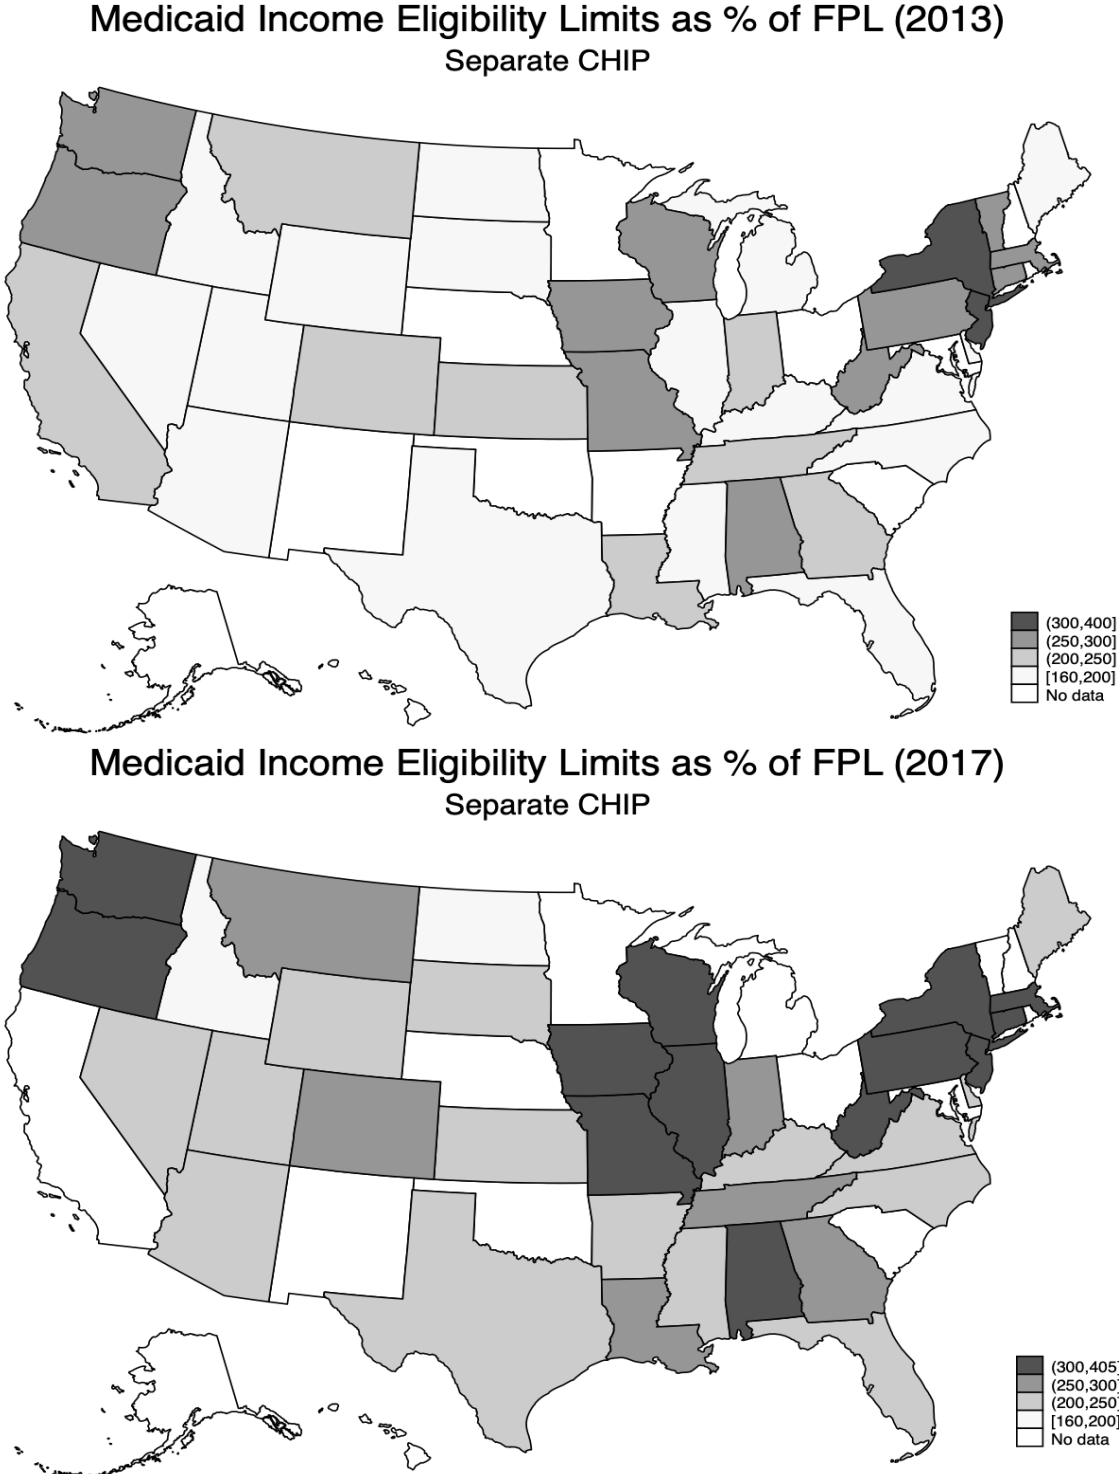 Medicaid Income Eligibility Limits as % of FPL (2013)
Separate CHIP
(300,400]
(250,300]
(200,250]
[160,200]
No data
Medicaid Income Eligibility Limits as % of FPL (2017)
Separate CHIP
(300,405]
(250,300]
(200,250]
[160,200]
No data